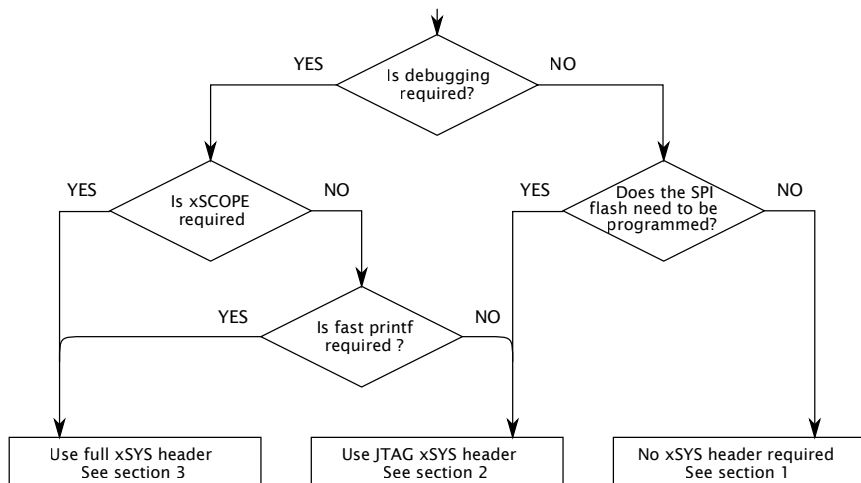 YES
Is debugging
required?
NO
YES
Is xSCOPE
required
NO
YES
Does the SPI
flash need to be
programmed?
NO
YES
Is fast printf
required ?
NO
Use full xSYS header
See section 3
Use JTAG xSYS header
See section 2
No xSYS header required
See section 1